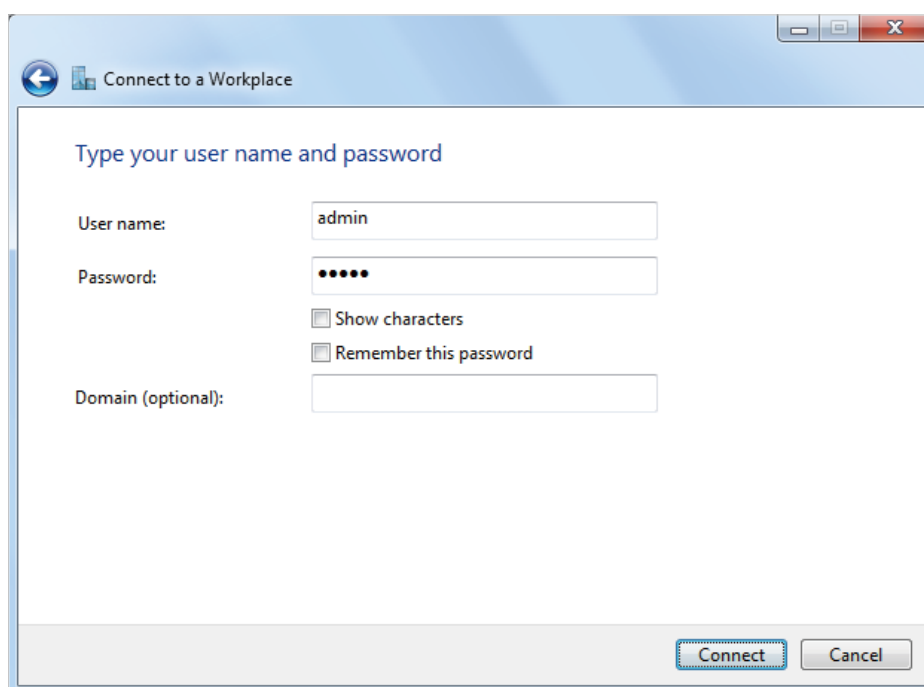 Connect to a Workplace
Type your user name and password
User name:
admin
Password:
•••••
Show characters
Remember this password
Domain (optional):
Connect
Cancel